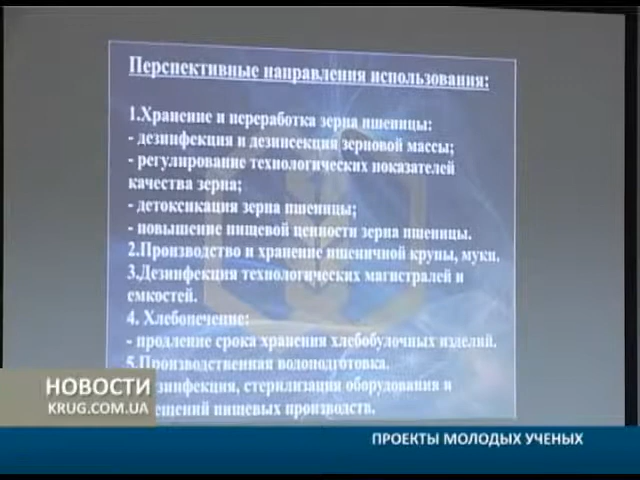 Перспективные направления использования:
1.Хранение и переработка зерна пшеницы:
- дезинфекция и дезинсекция зерновой массы;
- регулирование технологических показателей
качества зерна;
- детоксикация зерна пшеницы;
- повышение пищевой ценности зерна пшеницы.
2.Производство и хранение пшеничной крупы, муки.
3.Дезинфекция технологических магистралей и
емкостей.
4. Хлебопечение:
- продление срока хранения хлебобулочных изделий.
5.Производственная водоподготовка.
зинфекция, стерилизация оборудования и
ещений пищевых производств.
НОВОСТИ
KRUG.COM.UA
ПРОЕКТЫ МОЛОДЫХ УЧЕНЫХ